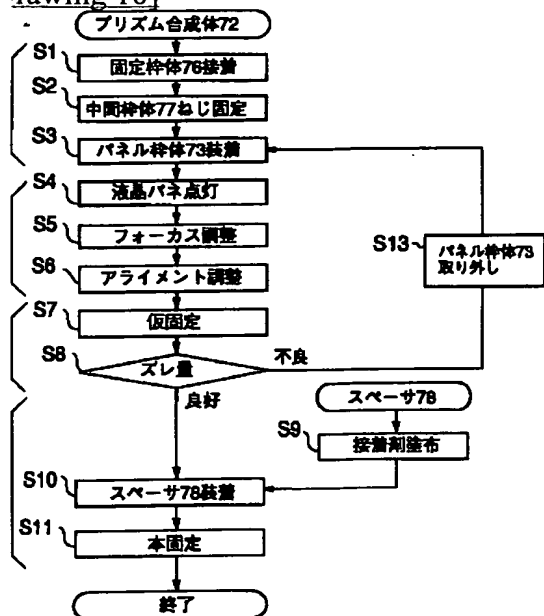 rawing 16]
プリズム合成体72
S1
固定枠体76接着
S2
中間枠体77ねじ固定
S3
パネル枠体73装着
S4
液晶パネ点灯
S5
フォーカス調整
S6
アライメント調整
S7
仮固定
S8
ズレ量
不良
良好
S13
パネル枠体73
取り外し
スペーサ78
S9
接着剤塗布
S10
スペーサ78装着
S11
本固定
終了